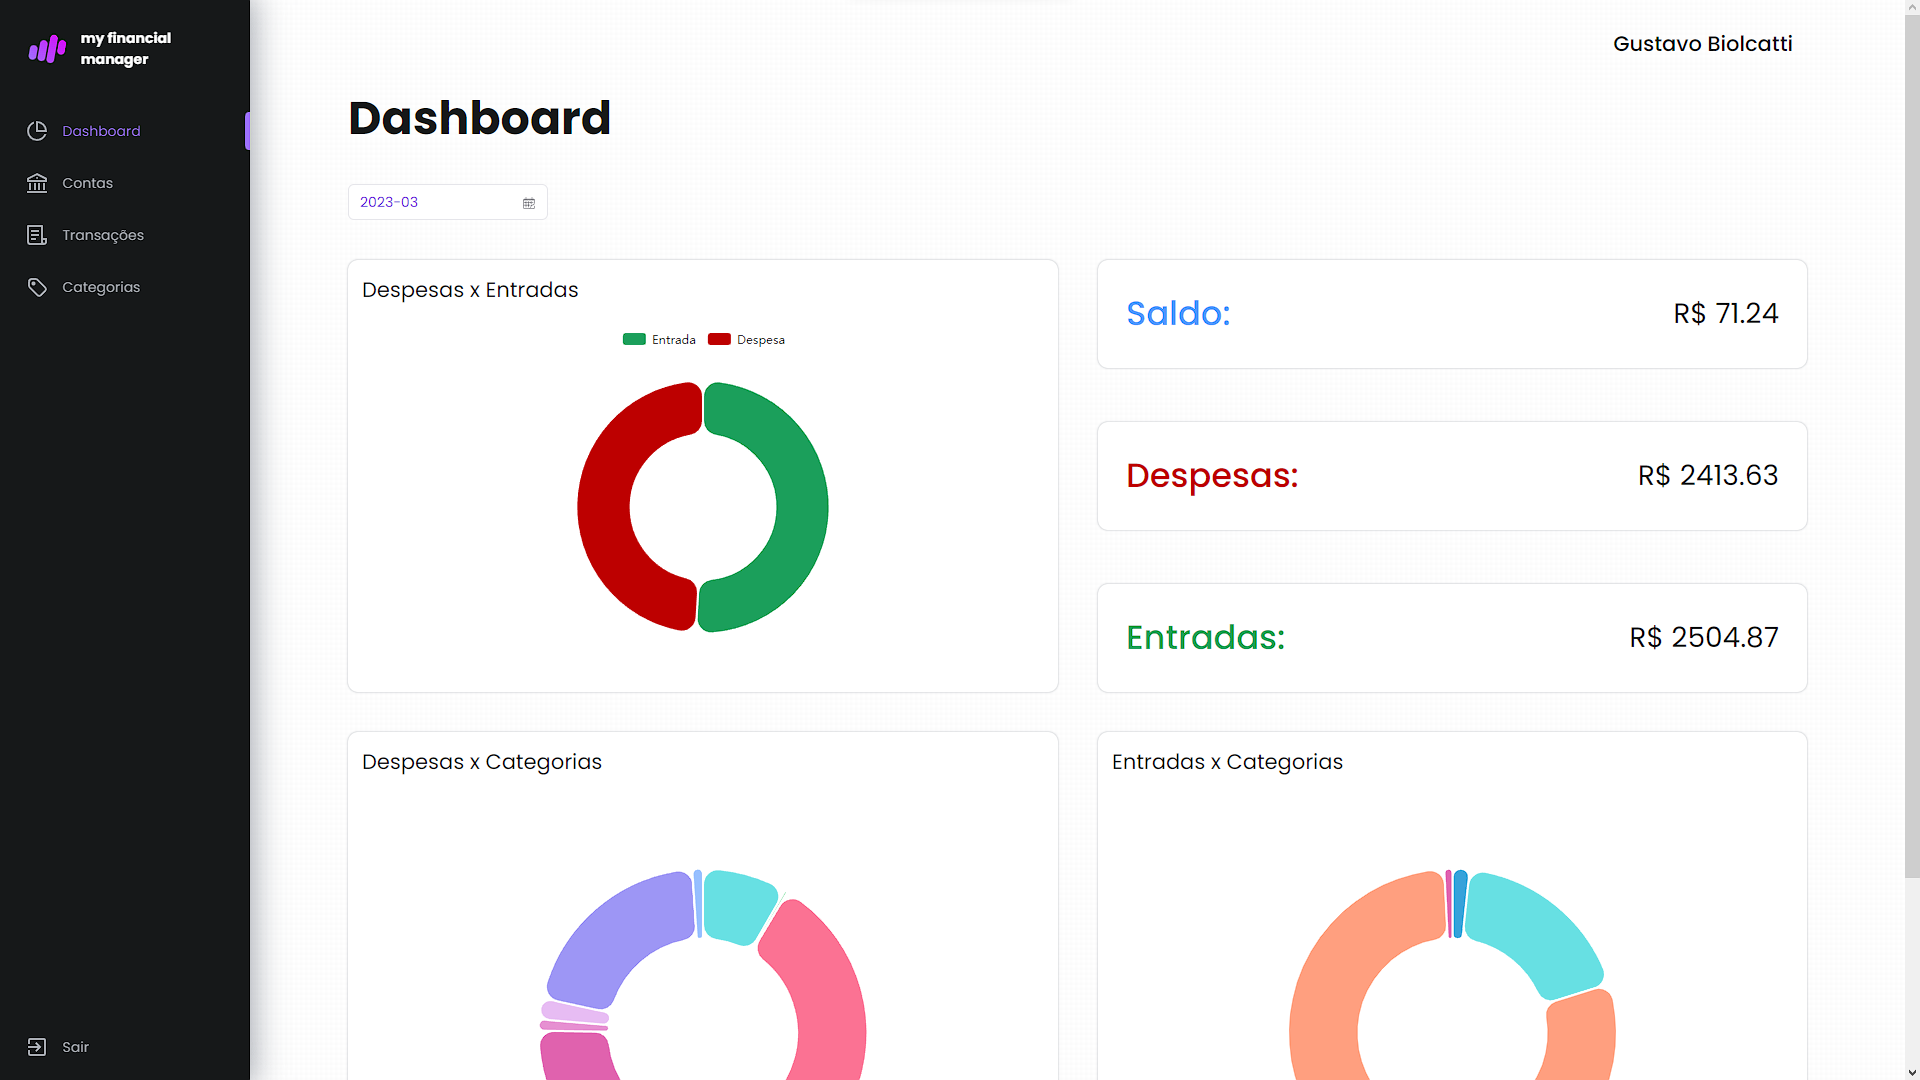 my financial
manager
Dashboard
Contas
Transações
Categorias
Sair
Gustavo Biolcatti
Dashboard
2023-03
Despesas x Entradas
Entrada
Despesa
Saldo:
R$ 71.24
Despesas:
R$ 2413.63
Entradas:
R$ 2504.87
Despesas x Categorias
Entradas x Categorias